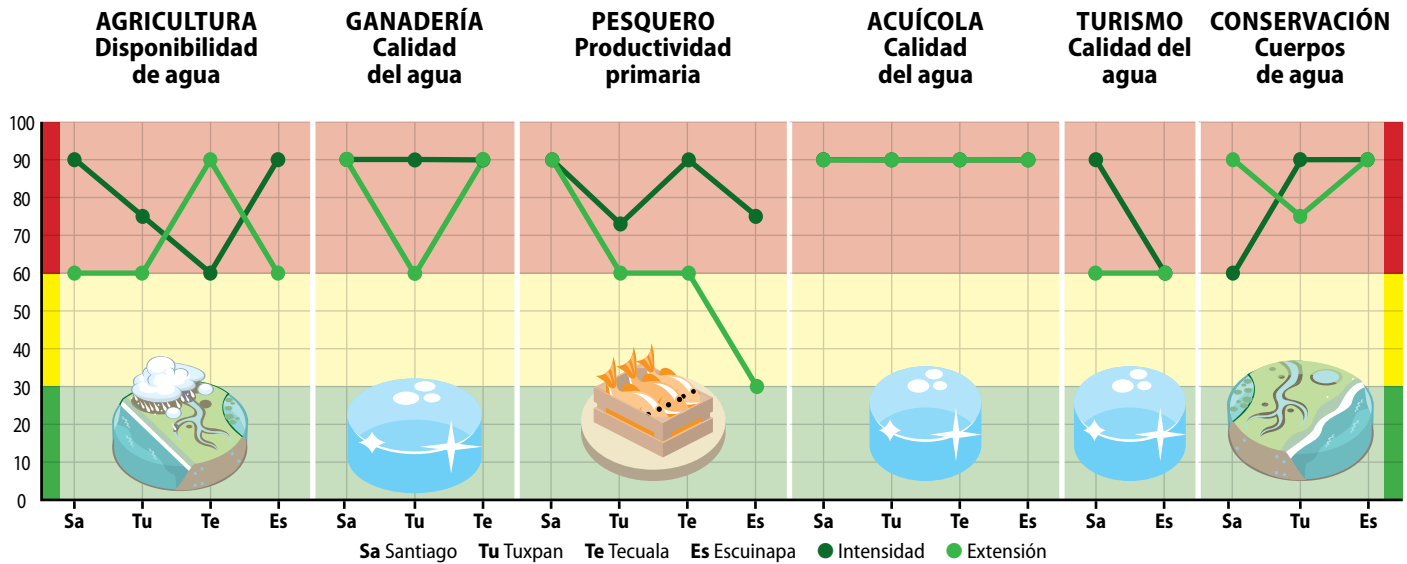 AGRICULTURA
Disponibilidad
de agua
GANADERÍA
Calidad
del agua
PESQUERO
Productividad
primaria
ACUÍCOLA
Calidad
del agua
TURISMO
Calidad del
agua
CONSERVACIÓN
Cuerpos
de agua
100
90
80
70
60
50
40
30
20
10
0
Sa Tu Te Es Sa Tu Te Sa Tu Te Es Sa Tu Te Es Sa Es Sa Tu Es
Sa Santiago Tu Tuxpan Te Tecuala Es Escuinapa Intensidad Extensión